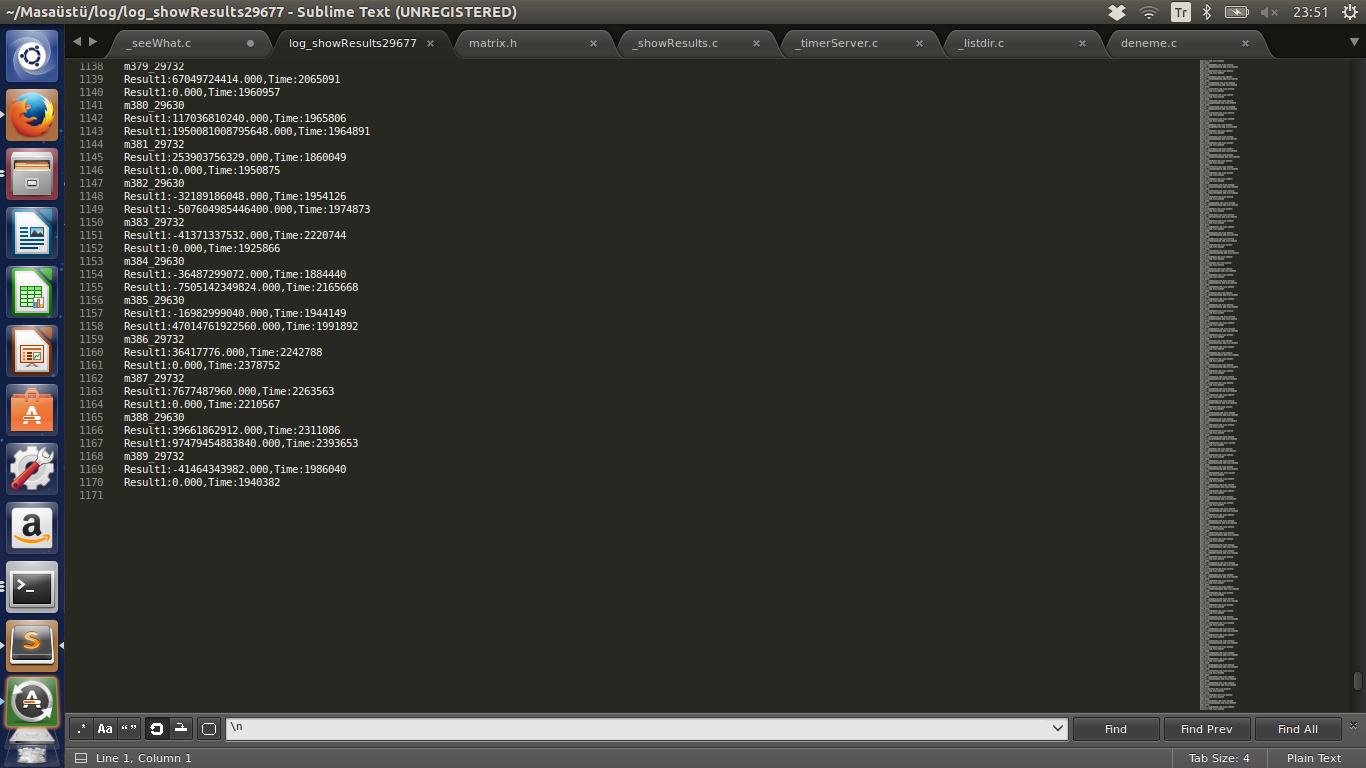 ~/Masaüstü/log/log_showResults29677 - Sublime Text (UNREGISTERED)
Tr
23:51
_seeWhat.c
log_showResults29677
matrix.h
_showResults.c
_timerServer.c
_listdir.c
deneme.c
1138 m379_29732
1139 Result1:67049724414.000,Time:2065091
1140 Result1:0.000,Time:1960957
1141 m380_29630
1142 Result1:117036810240.000,Time:1965806
1143 Result1:1950081008795648.000,Time:1964891
1144 m381_29732
1145 Result1:253903756329.000,Time:1860049
1146 Result1:0.000,Time:1950875
1147 m382_29630
1148 Result1:-32189186048.000,Time:1954126
1149 Result1:-507604985446400.000,Time:1974873
1150 m383_29732
1151 Result1:-41371337532.000,Time:2220744
1152 Result1:0.000,Time:1925866
1153 m384_29630
1154 Result1:-36487299072.000,Time:1884440
1155 Result1:-7505142349824.000,Time:2165668
1156 m385_29630
1157 Result1:-16982999040.000,Time:1944149
1158 Result1:47014761922560.000,Time:1991892
1159 m386_29732
1160 Result1:36417776.000,Time:2242788
1161 Result1:0.000,Time:2378752
1162 m387_29732
1163 Result1:7677487960.000,Time:2263563
1164 Result1:0.000,Time:2210567
1165 m388_29630
1166 Result1:39661862912.000,Time:2311086
1167 Result1:97479454883840.000,Time:2393653
1168 m389_29732
1169 Result1:-41464343982.000,Time:1986040
1170 Result1:0.000,Time:1940382
1171
.* Aa “” \n Find Find Prev Find All
Line 1, Column 1
Tab Size: 4
Plain Text